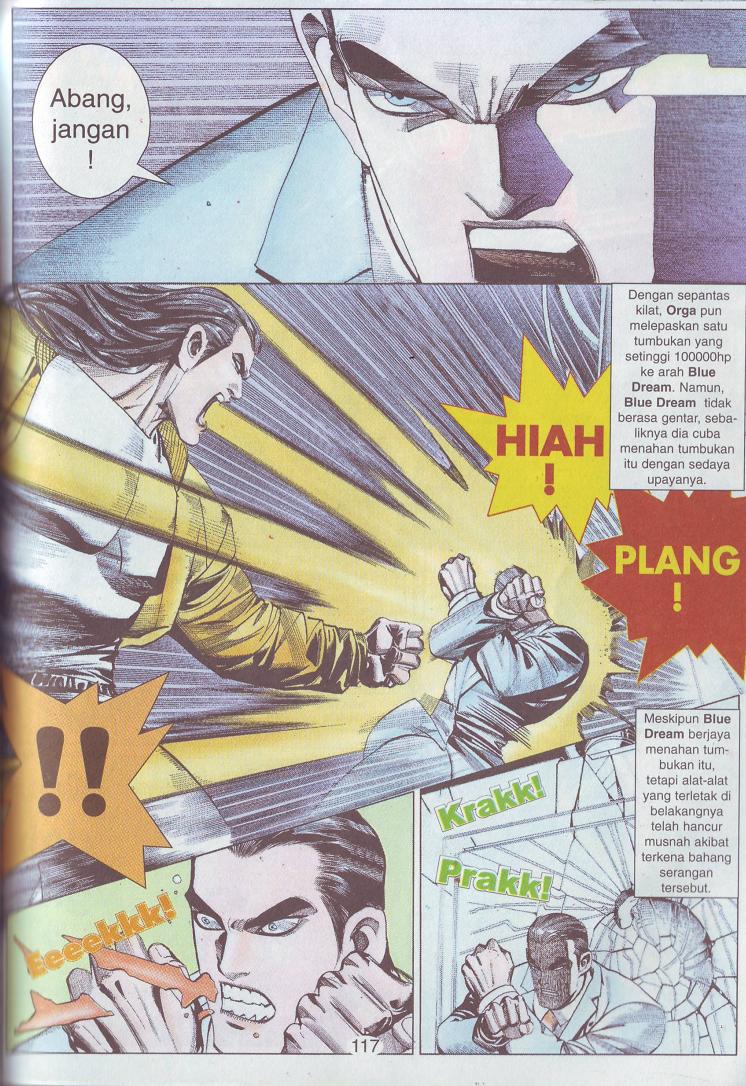 Abang,
jangan
!
Dengan sepantas
kilat, Orga pun
melepaskan satu
tumbukan yang
setinggi 100000hp
ke arah Blue
Dream. Namun,
Blue Dream tidak
berasa gentar, seba-
liknya dia cuba
menahan tumbukan
itu dengan sedaya
upayanya.
HIAH
!
PLANG
!
!!
Meskipun Blue
Dream berjaya
menahan tum-
bukan itu,
tetapi alat-alat
yang terletak di
belakangnya
telah hancur
musnah akibat
terkena bahang
serangan
tersebut.
Eeeekkk!
Krakk!
Prakk!
117